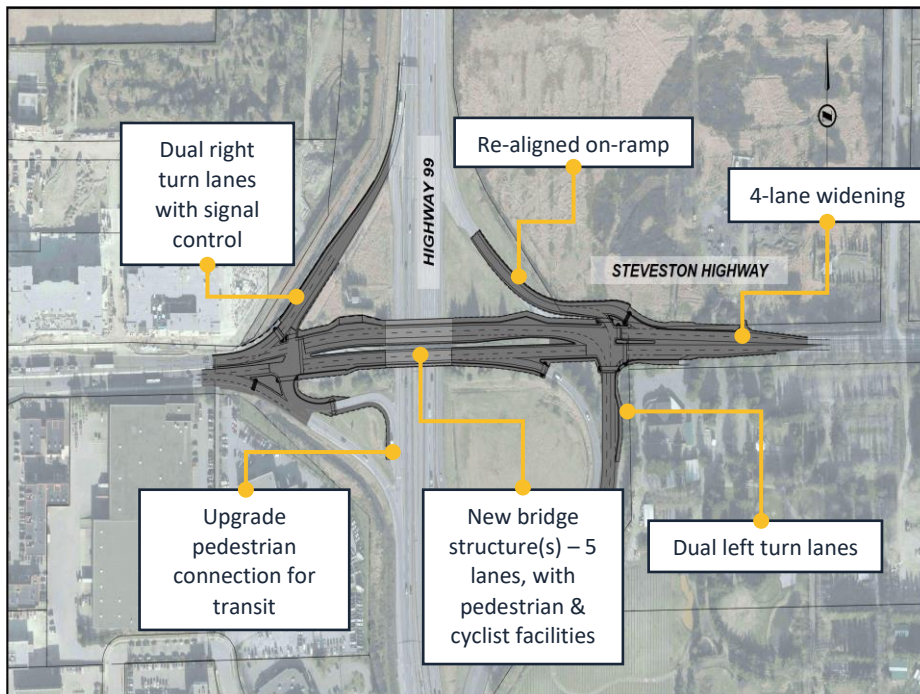 Dual right
turn lanes
with signal
control
Re-aligned on-ramp
4-lane widening
HIGHWAY 99
STEVESTON HIGHWAY
Upgrade
pedestrian
connection for
transit
New bridge
structure(s) – 5
lanes, with
pedestrian &
cyclist facilities
Dual left turn lanes